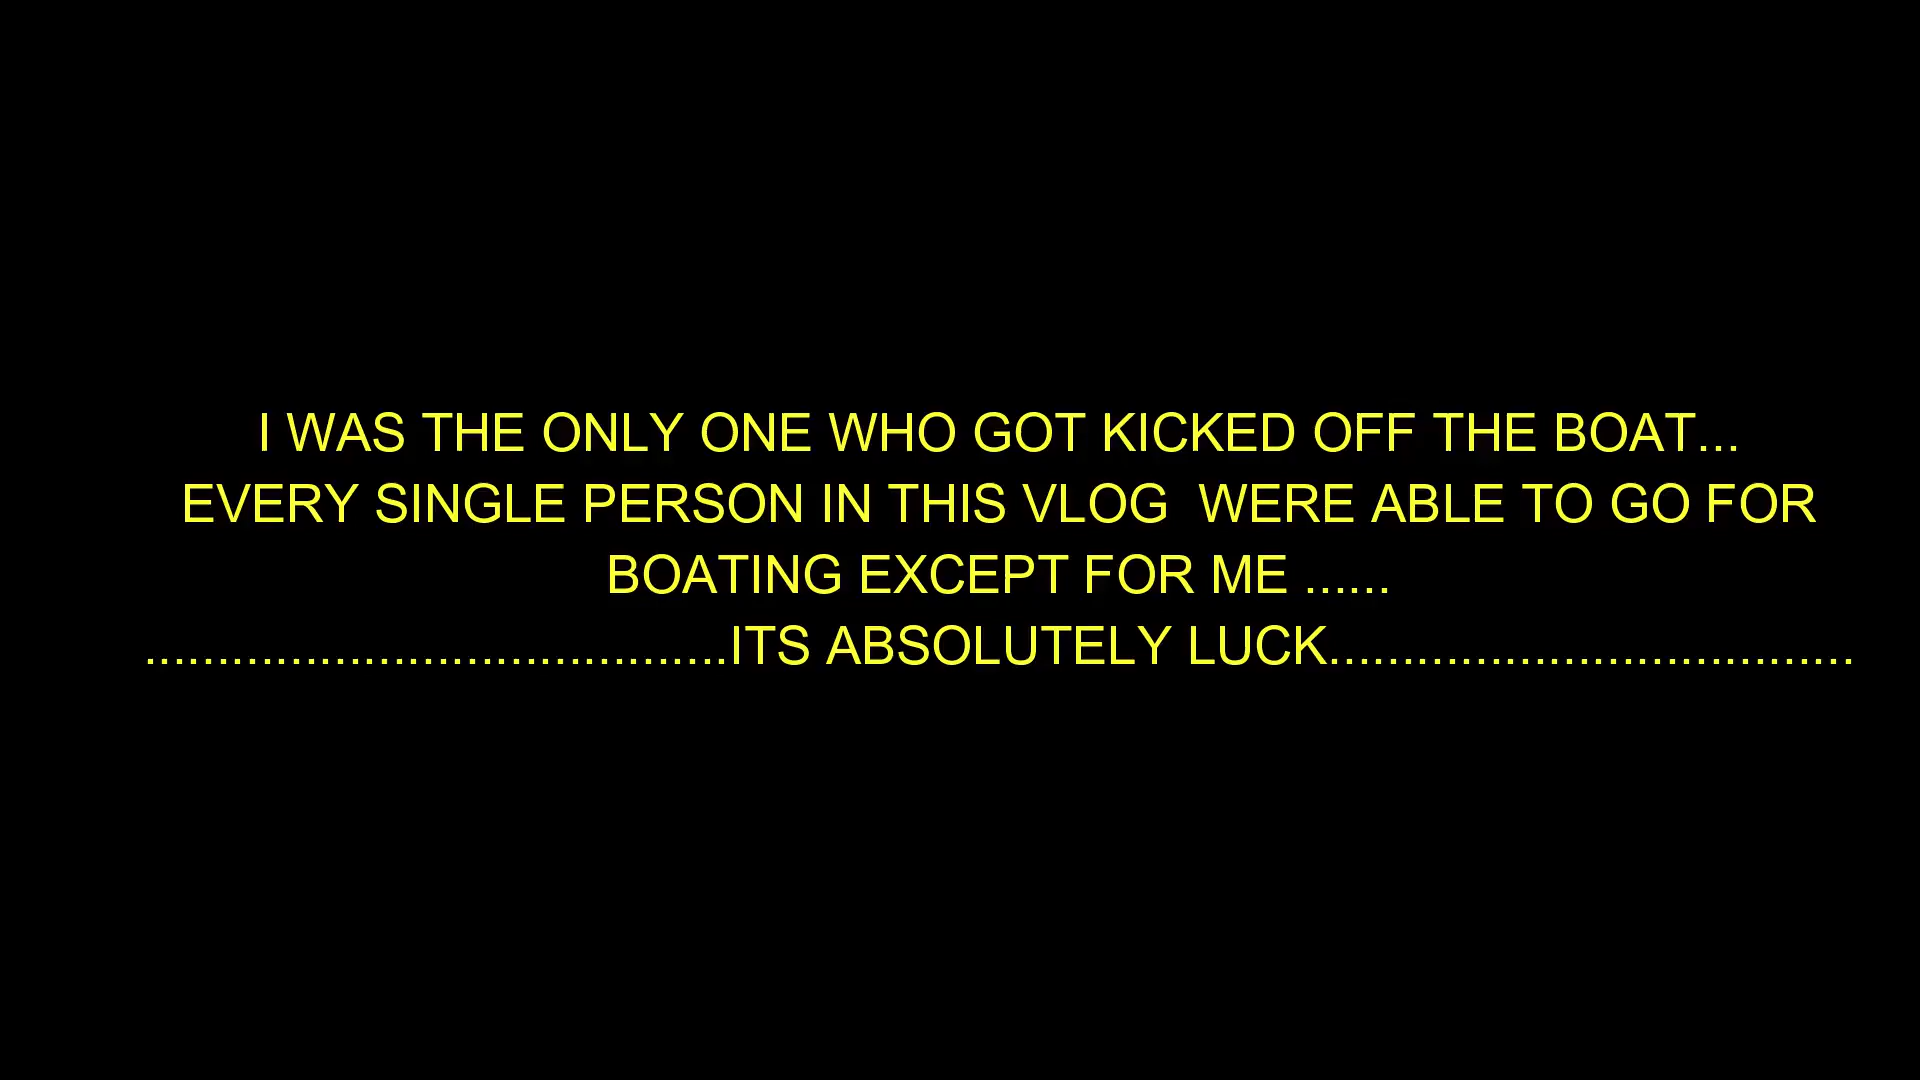 I WAS THE ONLY ONE WHO GOT KICKED OFF THE BOAT...
EVERY SINGLE PERSON IN THIS VLOG  WERE ABLE TO GO FOR
BOATING EXCEPT FOR ME ......
........................................ITS ABSOLUTELY LUCK....................................